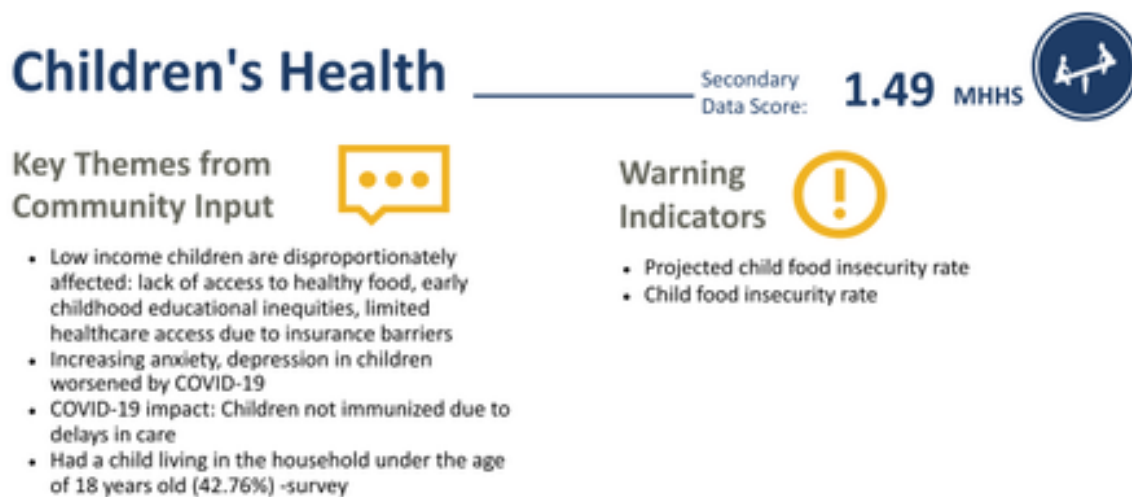 Children's Health
Secondary
Data Score:
1.49 MHHS
Key Themes from
Community Input
• Low income children are disproportionately
affected: lack of access to healthy food, early
childhood educational inequities, limited
healthcare access due to insurance barriers
• Increasing anxiety, depression in children
worsened by COVID-19
• COVID-19 impact: Children not immunized due to
delays in care
• Had a child living in the household under the age
of 18 years old (42.76%) -survey
Warning
Indicators
• Projected child food insecurity rate
• Child food insecurity rate